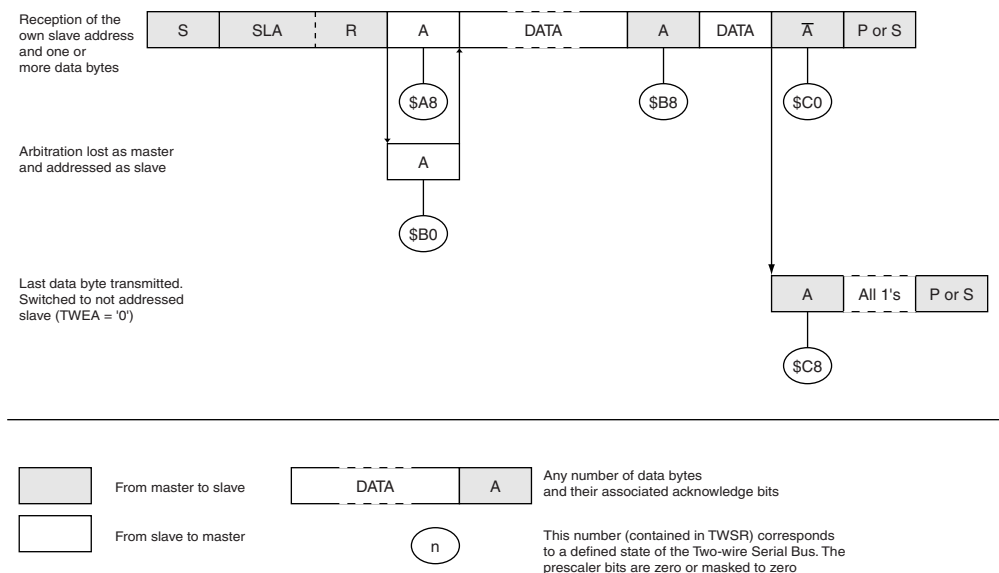 Reception of the
own slave address
and one or
more data bytes
S SLA R A DATA A DATA A̅ P or S
$A8 $B8 $C0
Arbitration lost as master
and addressed as slave
A
$B0
Last data byte transmitted.
Switched to not addressed
slave (TWEA = '0')
A All 1's P or S
$C8
From master to slave
DATA A
Any number of data bytes
and their associated acknowledge bits
From slave to master
n
This number (contained in TWSR) corresponds
to a defined state of the Two-wire Serial Bus. The
prescaler bits are zero or masked to zero